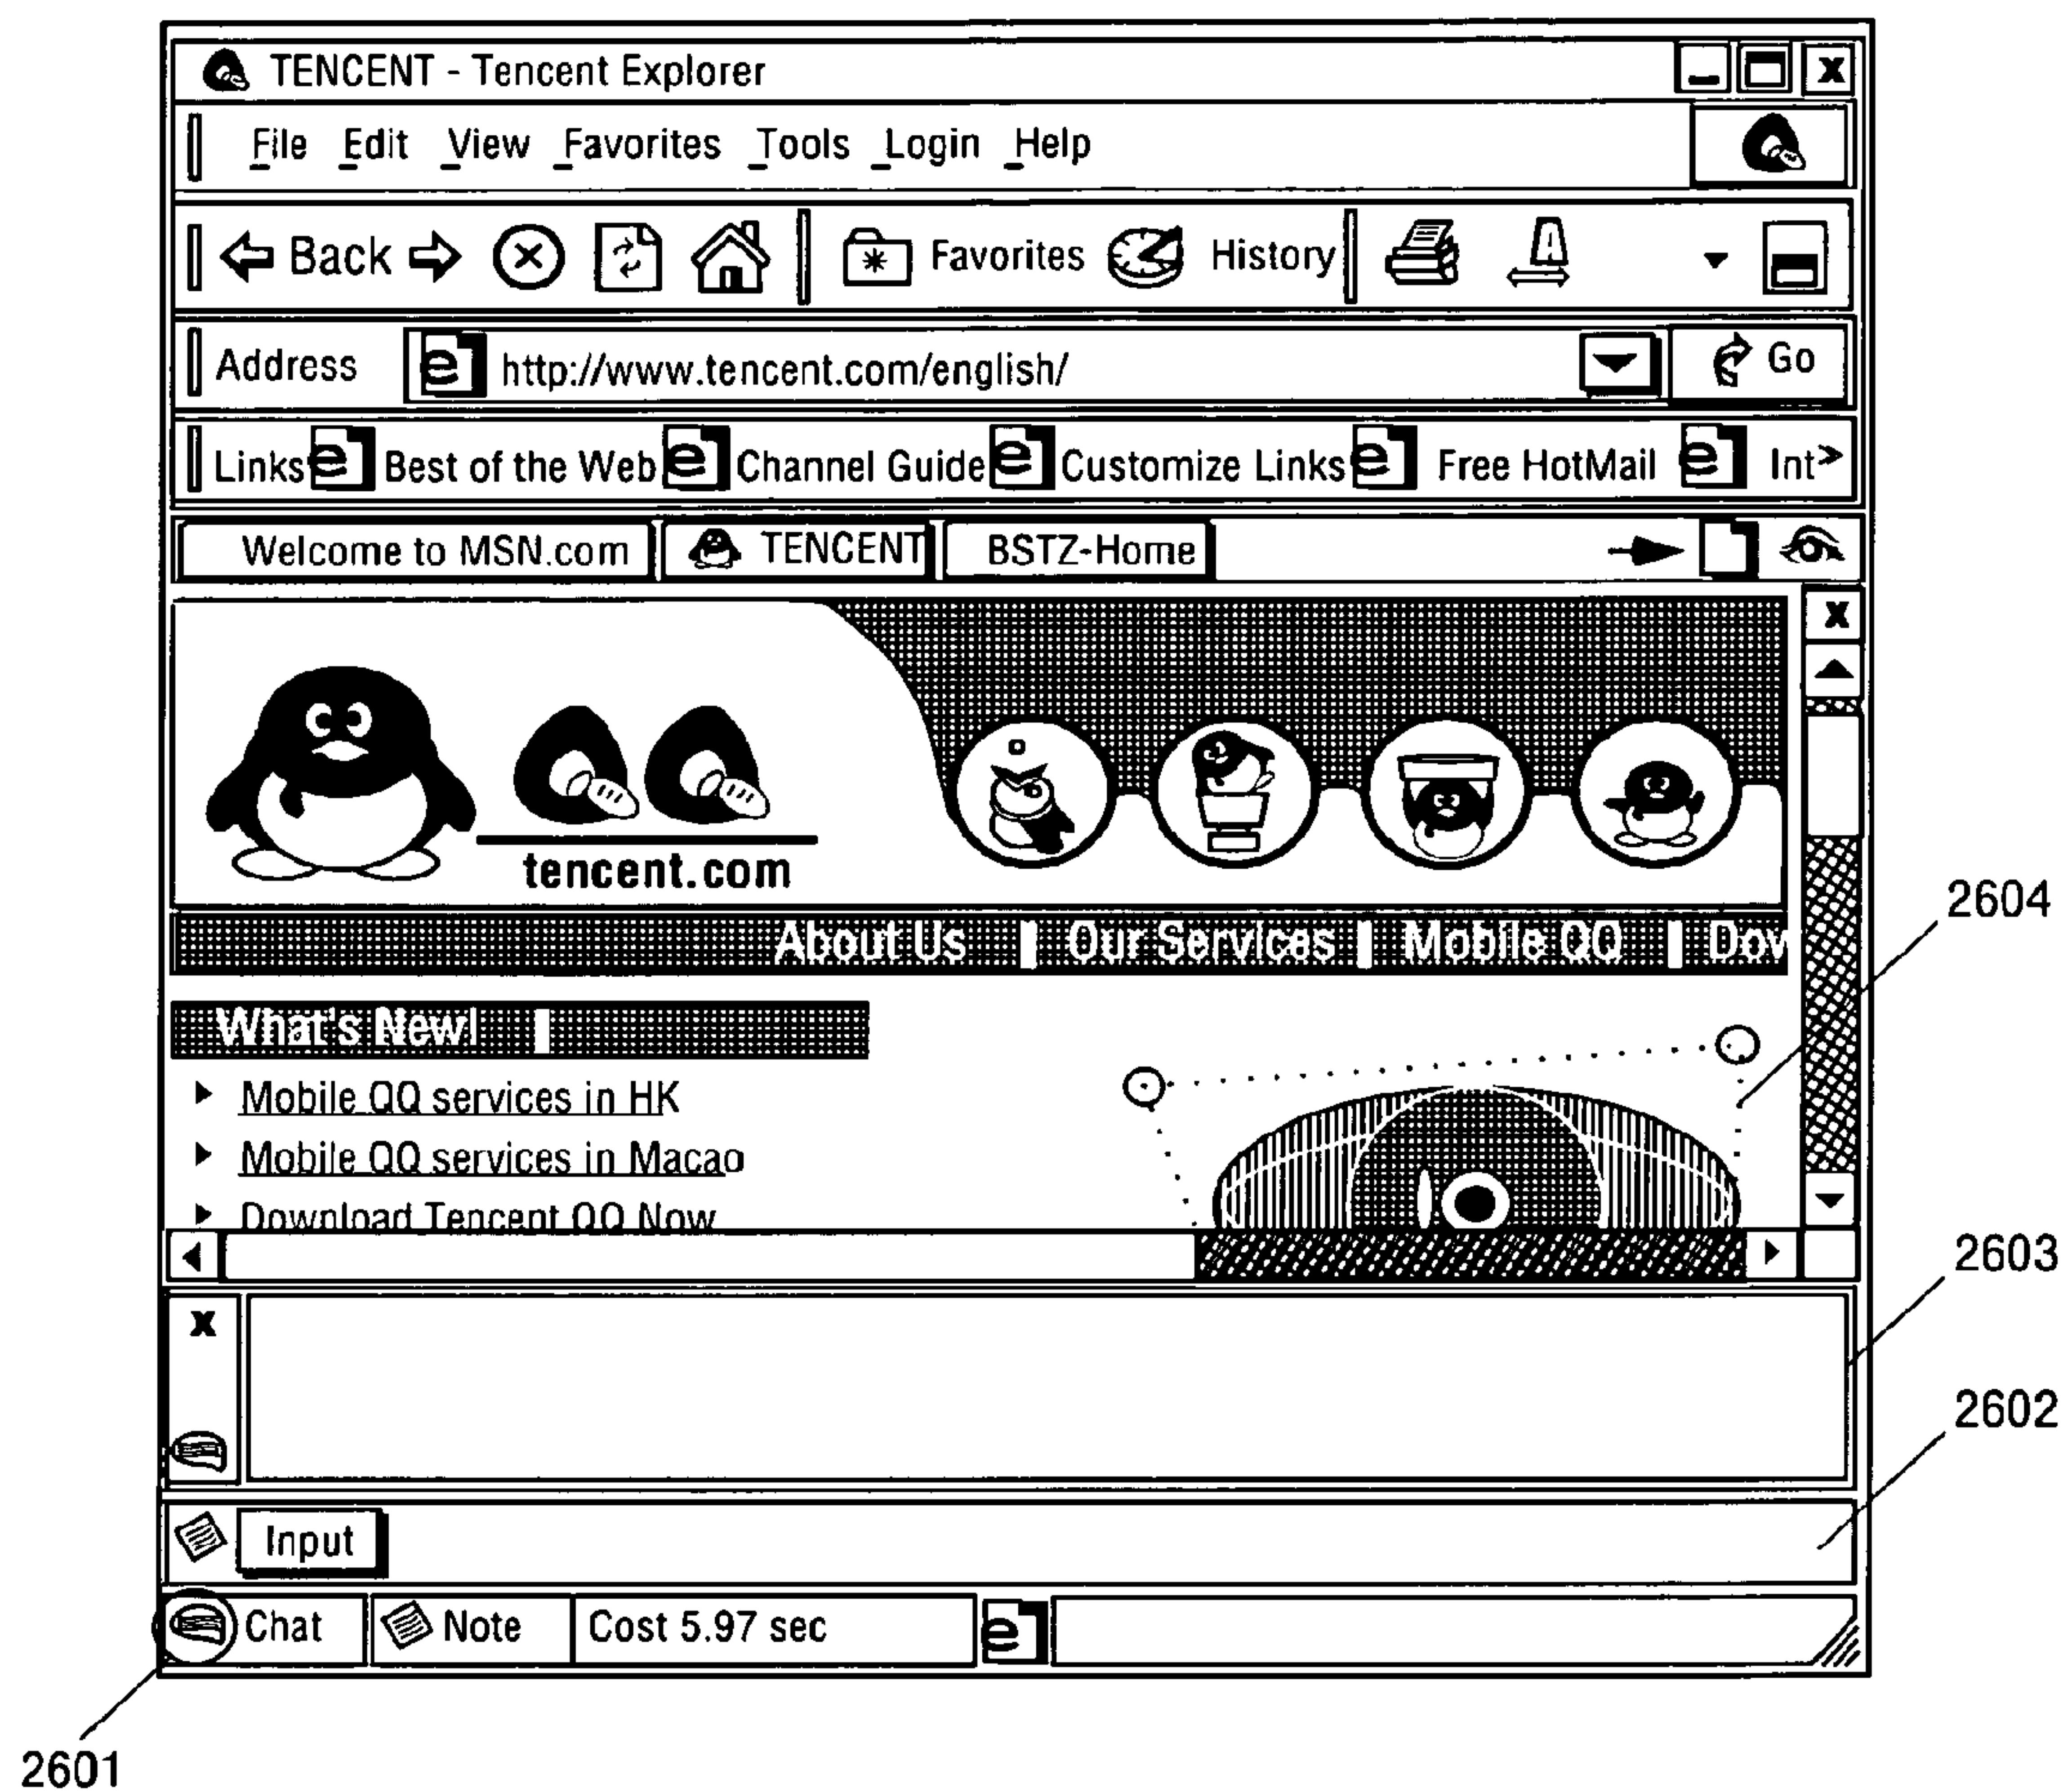 TENCENT - Tencent Explorer
File Edit View Favorites Tools Login Help
Back Favorites History
Address http://www.tencent.com/english/ Go
Links Best of the Web Channel Guide Customize Links Free HotMail Int>
Welcome to MSN.com TENCENT BSTZ-Home
tencent.com
About Us Our Services Mobile QQ Dow
2604
What's New!
Mobile QQ services in HK
Mobile QQ services in Macao
Download Tencent QQ Now
2603
2602
Input
Chat Note Cost 5.97 sec
2601